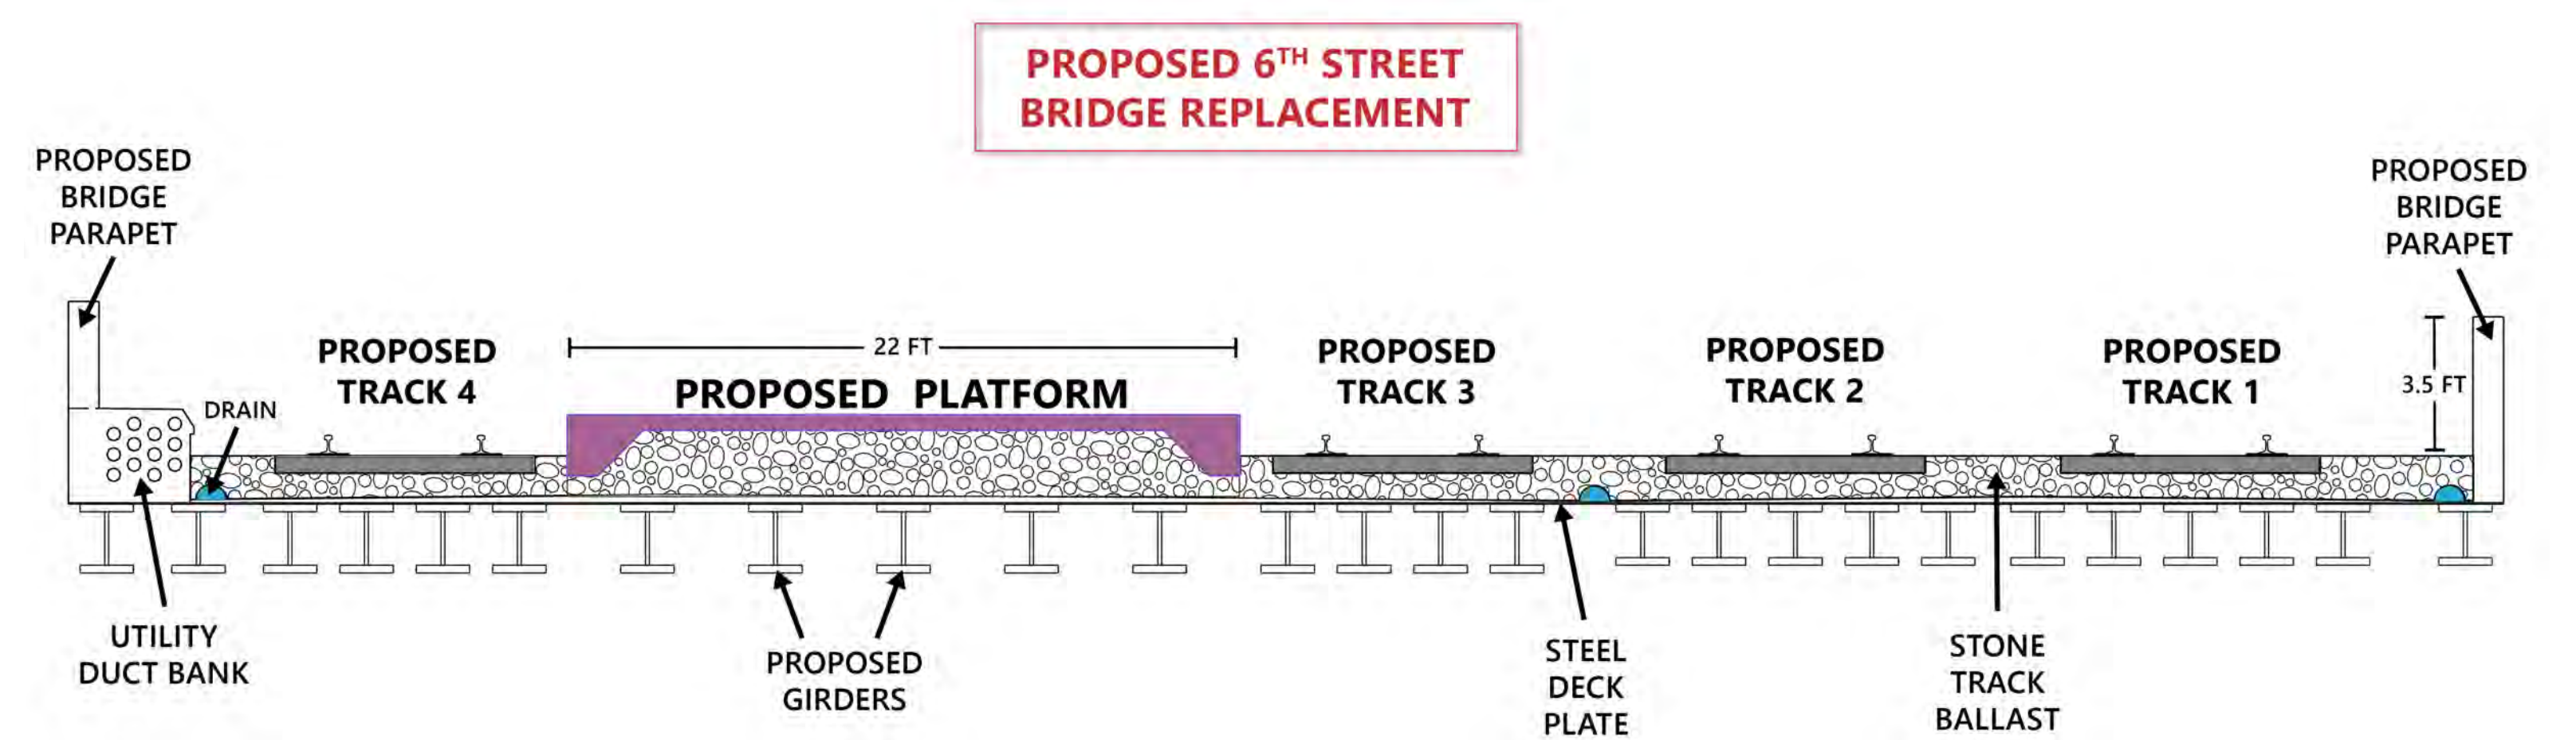 PROPOSED 6TH STREET
BRIDGE REPLACEMENT
PROPOSED
BRIDGE
PARAPET
PROPOSED
BRIDGE
PARAPET
PROPOSED
TRACK 4
22 FT
PROPOSED PLATFORM
PROPOSED
TRACK 3
PROPOSED
TRACK 2
PROPOSED
TRACK 1
3.5 FT
DRAIN
UTILITY
DUCT BANK
PROPOSED
GIRDERS
STEEL
DECK
PLATE
STONE
TRACK
BALLAST